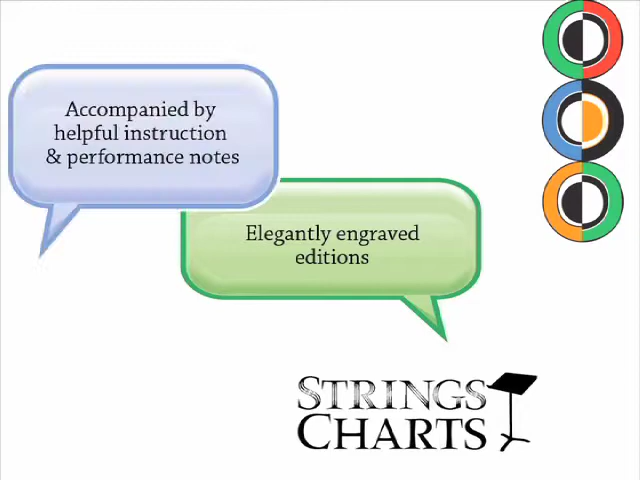 Accompanied by
helpful instruction
& performance notes
Elegantly engraved
editions
STRINGS
CHARTS